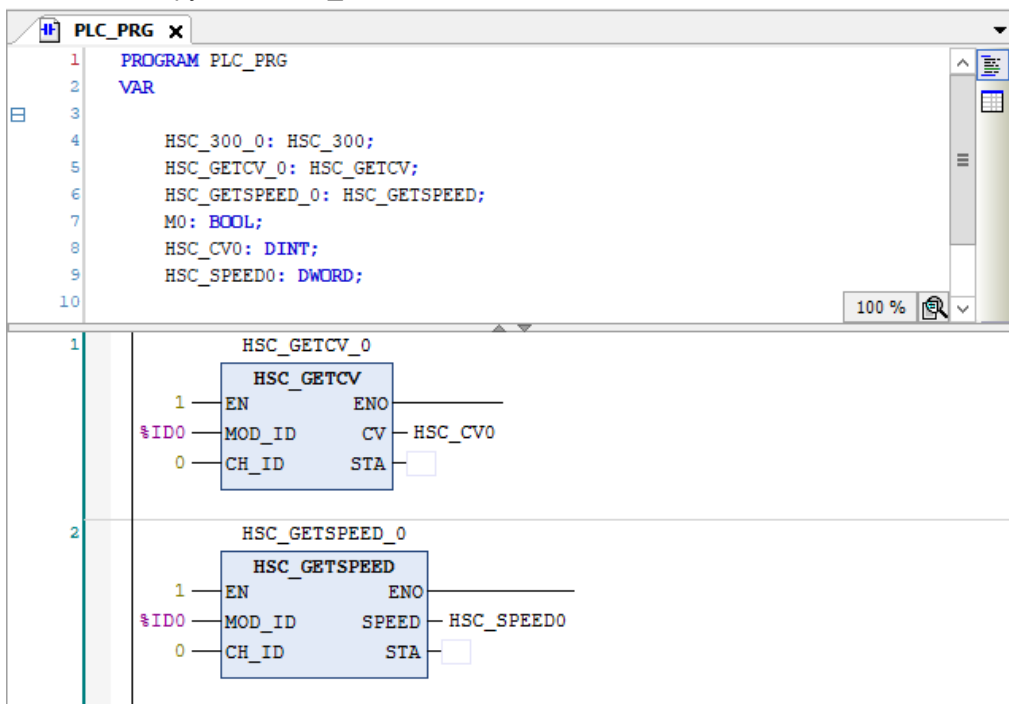 PLC_PRG X
1 PROGRAM PLC_PRG
2 VAR
3
4 HSC_300_0: HSC_300;
5 HSC_GETCV_0: HSC_GETCV;
6 HSC_GETSPEED_0: HSC_GETSPEED;
7 M0: BOOL;
8 HSC_CV0: DINT;
9 HSC_SPEED0: DWORD;
10
100 %
1 HSC_GETCV_0
HSC_GETCV
1 EN ENO
%ID0 MOD_ID CV HSC_CV0
0 CH_ID STA
2 HSC_GETSPEED_0
HSC_GETSPEED
1 EN ENO
%ID0 MOD_ID SPEED HSC_SPEED0
0 CH_ID STA